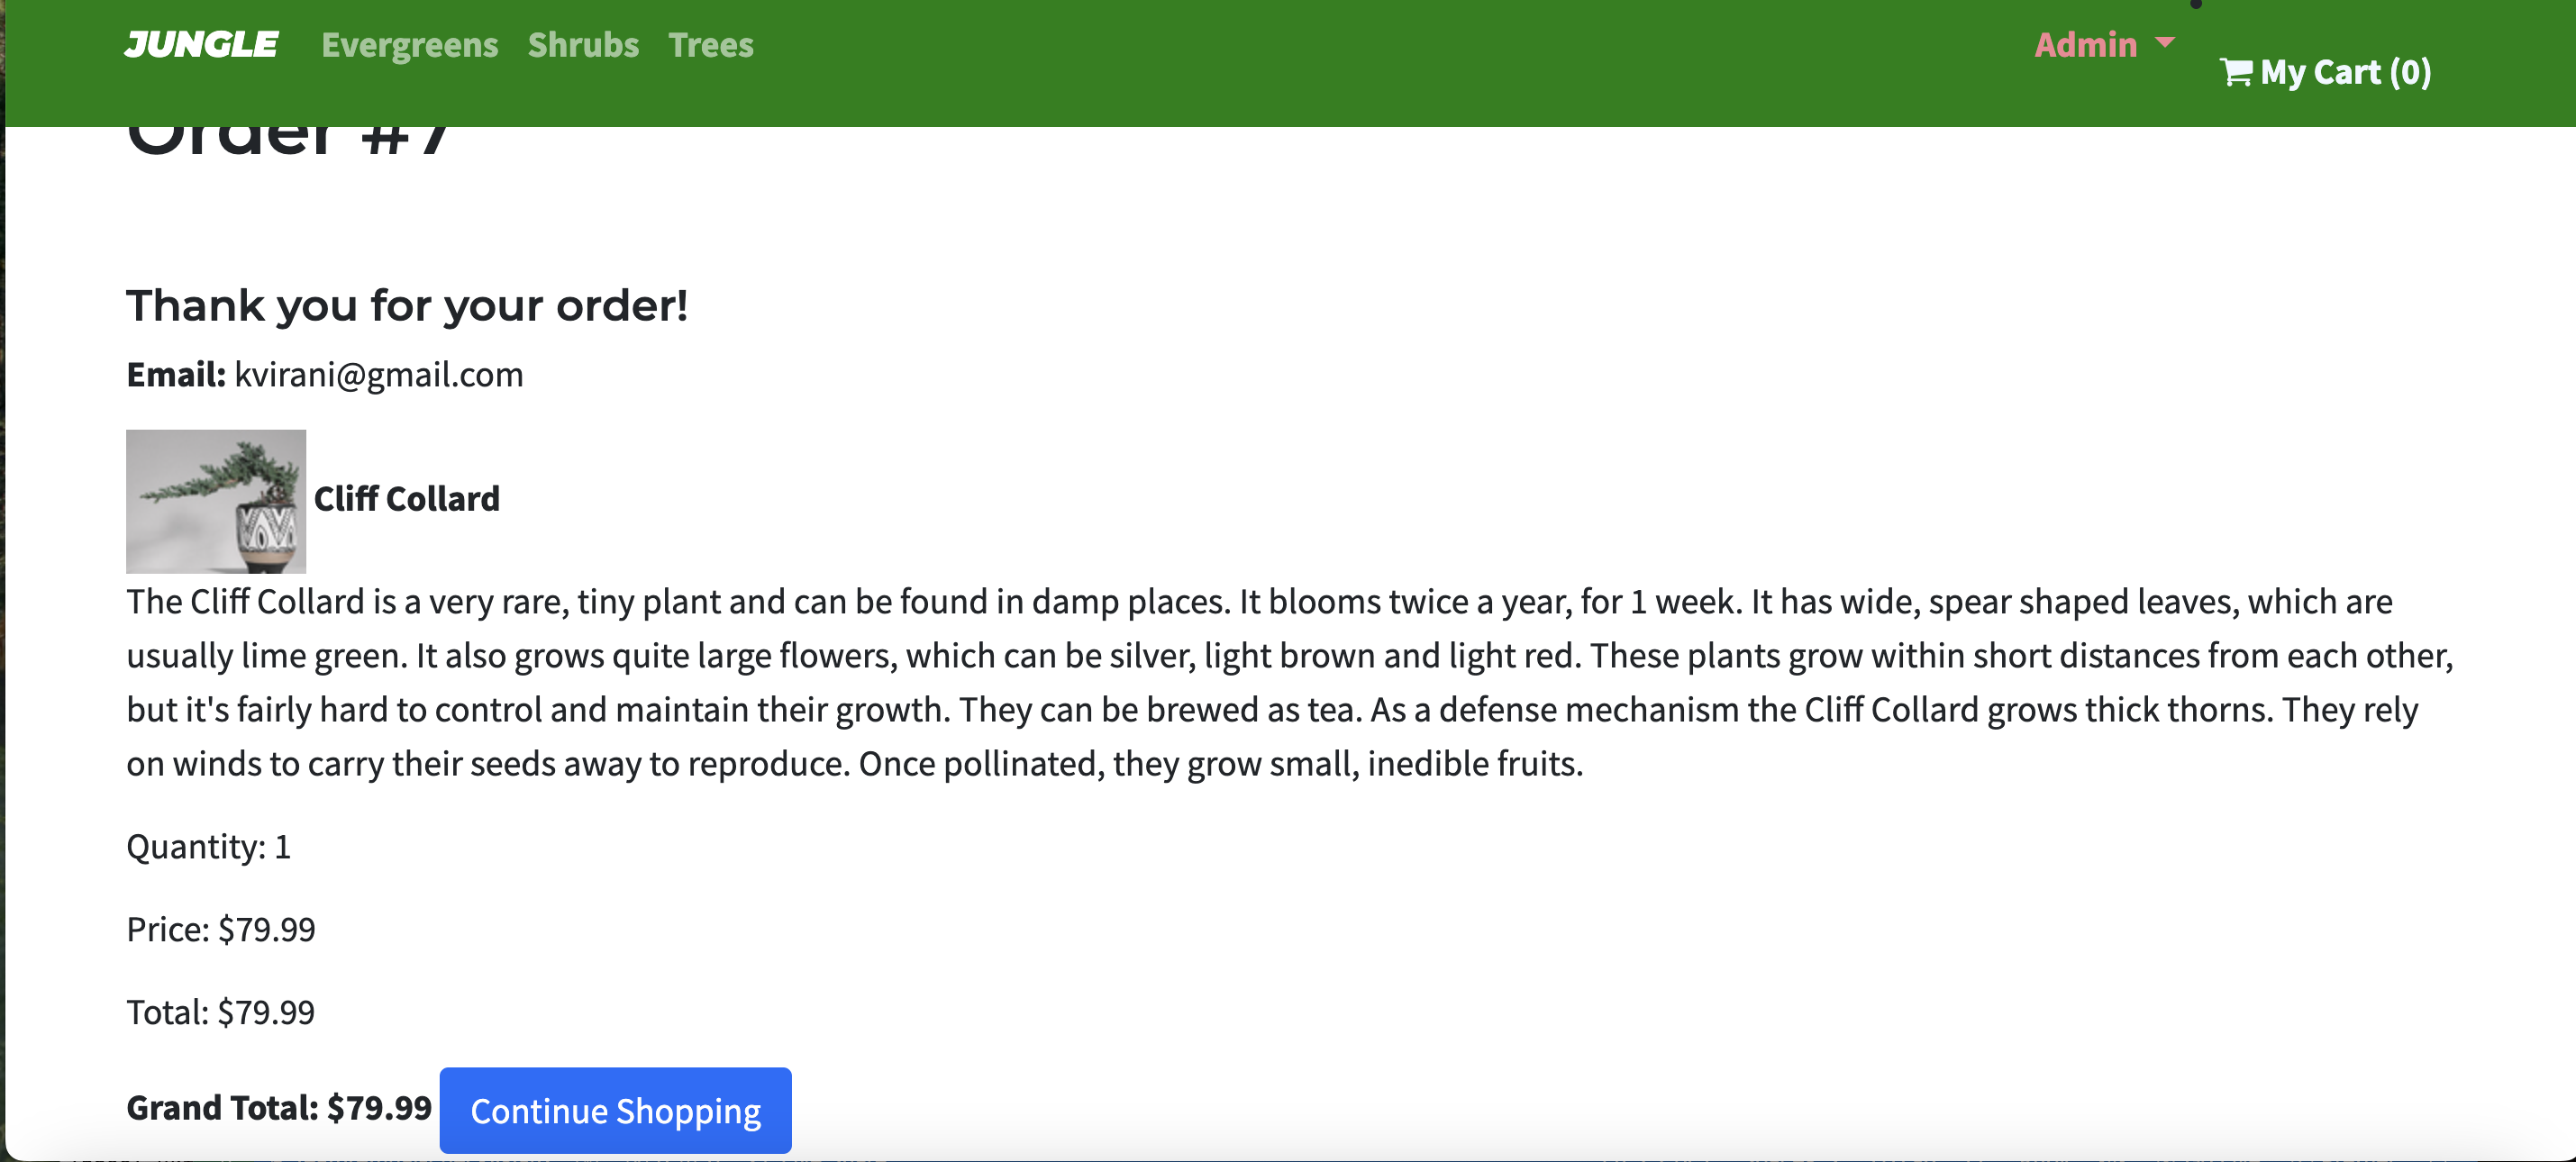 JUNGLE Evergreens Shrubs Trees Admin My Cart (0)
Order #7
Thank you for your order!
Email: kvirani@gmail.com
Cliff Collard
The Cliff Collard is a very rare, tiny plant and can be found in damp places. It blooms twice a year, for 1 week. It has wide, spear shaped leaves, which are
usually lime green. It also grows quite large flowers, which can be silver, light brown and light red. These plants grow within short distances from each other,
but it's fairly hard to control and maintain their growth. They can be brewed as tea. As a defense mechanism the Cliff Collard grows thick thorns. They rely
on winds to carry their seeds away to reproduce. Once pollinated, they grow small, inedible fruits.
Quantity: 1
Price: $79.99
Total: $79.99
Grand Total: $79.99 Continue Shopping